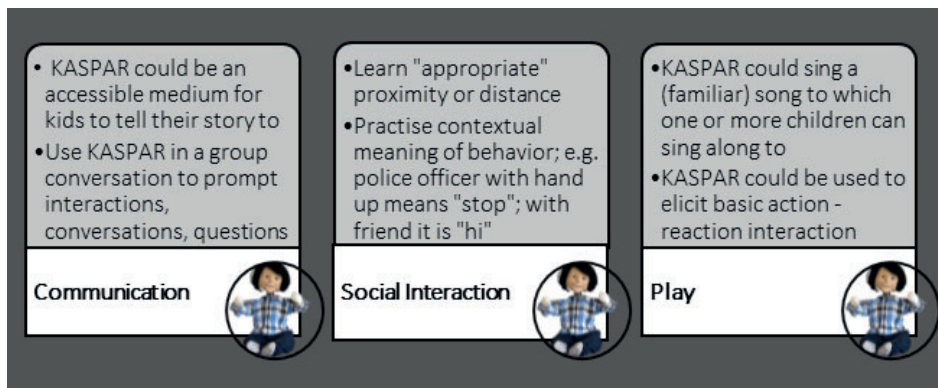 • KASPAR could be an
accessible medium for
kids to tell their story to
•Use KASPAR in a group
conversation to prompt
interactions,
conversations, questions
Communication
•Learn "appropriate"
proximity or distance
•Practise contextual
meaning of behavior; e.g.
police officer with hand
up means "stop"; with
friend it is "hi"
Social Interaction
•KASPAR could sing a
(familiar) song to which
one or more children can
sing along to
•KASPAR could be used to
elicit basic action -
reaction interaction
Play